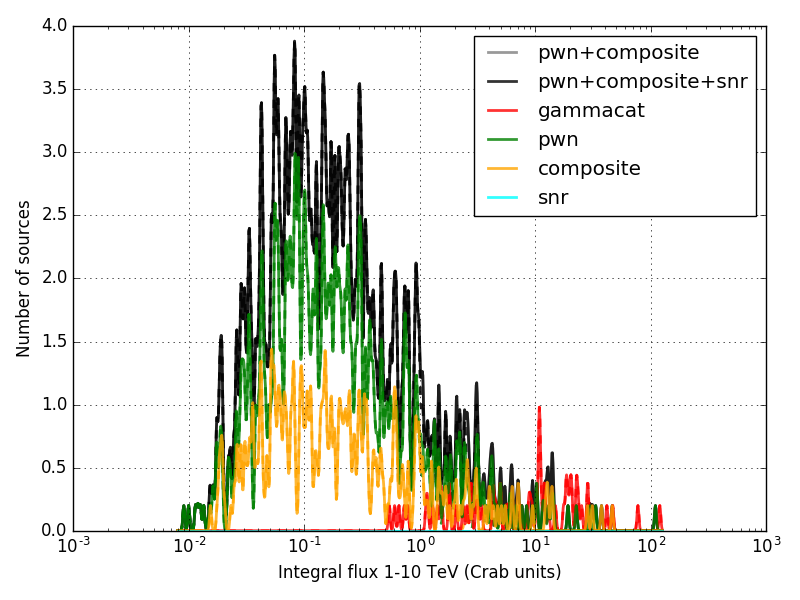 4.0
3.5
3.0
2.5
2.0
1.5
1.0
0.5
0.0
Number of sources
pwn+composite
pwn+composite+snr
gammacat
pwn
composite
snr
10⁻³ 10⁻² 10⁻¹ 10⁰ 10¹ 10² 10³
Integral flux 1-10 TeV (Crab units)